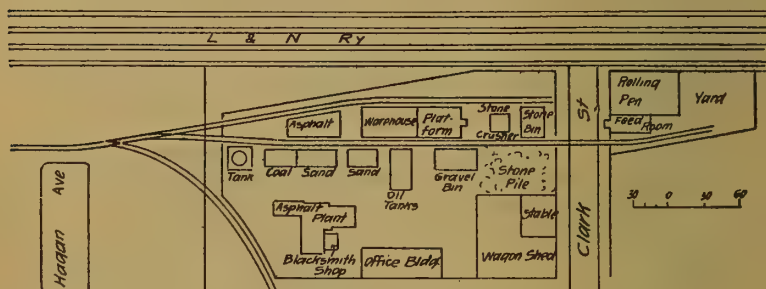 L & N Ry
Hagan Ave
Asphalt
Warehouse
Plat-
form
Stone
Crusher
Stone
Bin
Clark St
Rolling
Pen
Yard
Feed Room
30 0 30 60
Tank
Coal
Sand
Sand
Oil
Tanks
Gravel
Bin
Stone
Pile
Asphalt
Plant
Blacksmith
Shop
Office Bldg.
Stable
Wagon Shed